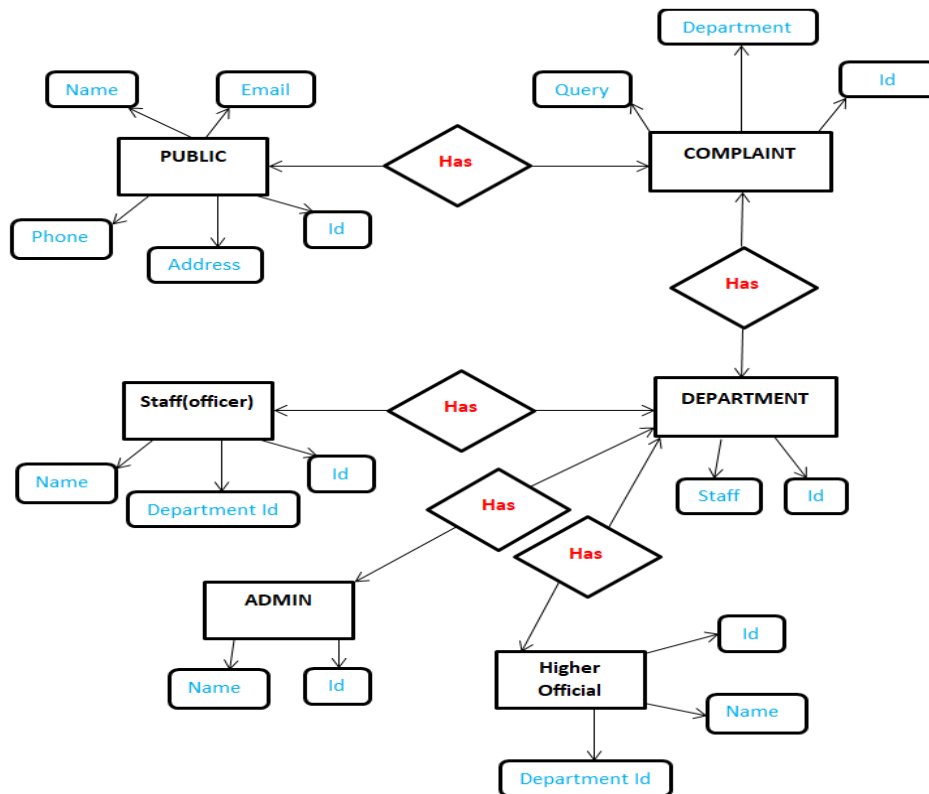 Department
Name
Email
Query
Id
PUBLIC
Has
COMPLAINT
Phone
Address
Id
Has
Staff(officer)
Has
DEPARTMENT
Name
Department Id
Id
Has
Staff
Id
Has
ADMIN
Name
Id
Higher
Official
Id
Name
Department Id